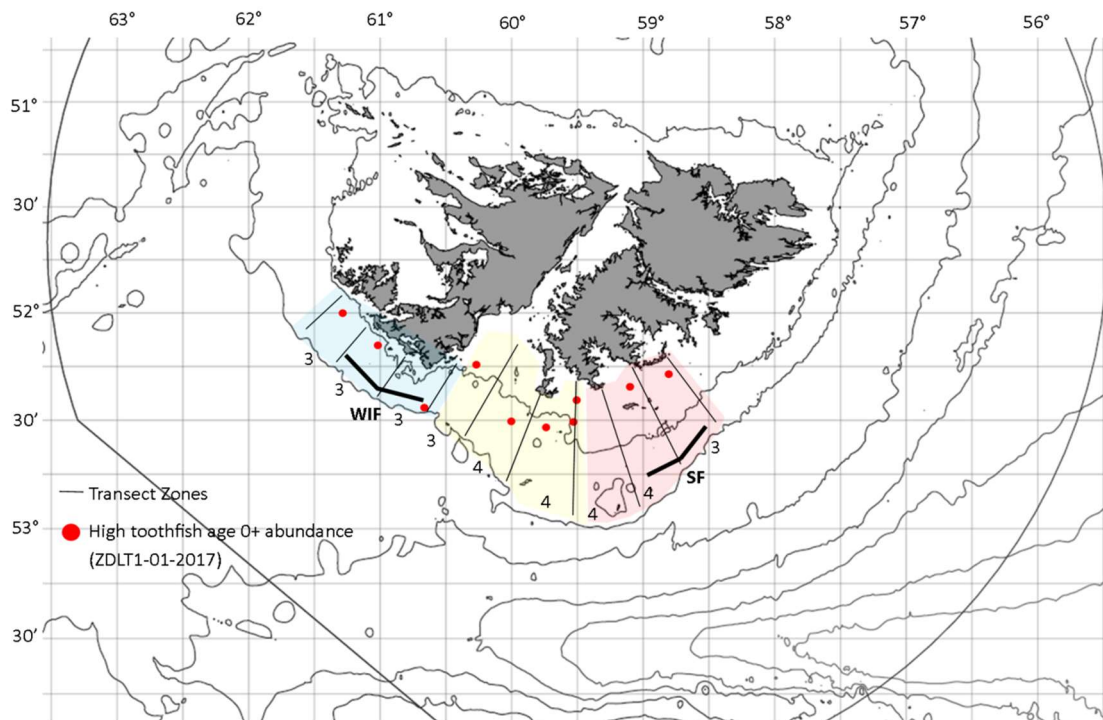 63° 62° 61° 60° 59° 58° 57° 56°
51°
30′
52°
3
3
WIF
3
30′
3
3
4
SF
4
4
4
Transect Zones
53°
High toothfish age 0+ abundance
(ZDLT1-01-2017)
30′